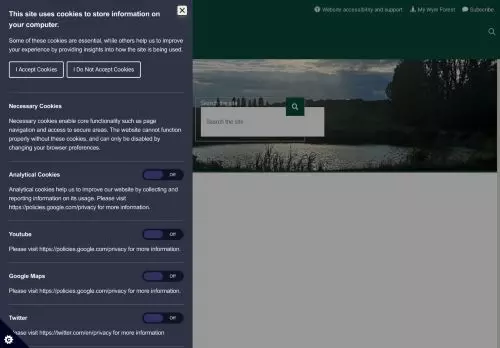 This site uses cookies to store information on
your computer.
Some of these cookies are essential, while others help us to improve
your experience by providing insights into how the site is being used.
I Accept Cookies
I Do Not Accept Cookies
Necessary Cookies
Necessary cookies enable core functionality such as page
navigation and access to secure areas. The website cannot function
properly without these cookies, and can only be disabled by
changing your browser preferences.
Analytical Cookies
Off
Analytical cookies help us to improve our website by collecting and
reporting information on its usage. Please visit
https://policies.google.com/privacy for more information.
Youtube
Off
Please visit https://policies.google.com/privacy for more information.
Google Maps
Off
Please visit https://policies.google.com/privacy for more information.
Twitter
Off
Please visit https://twitter.com/en/privacy for more information
Website accessibility and support
My Wyre Forest
Subscribe
Search the site
Search the site